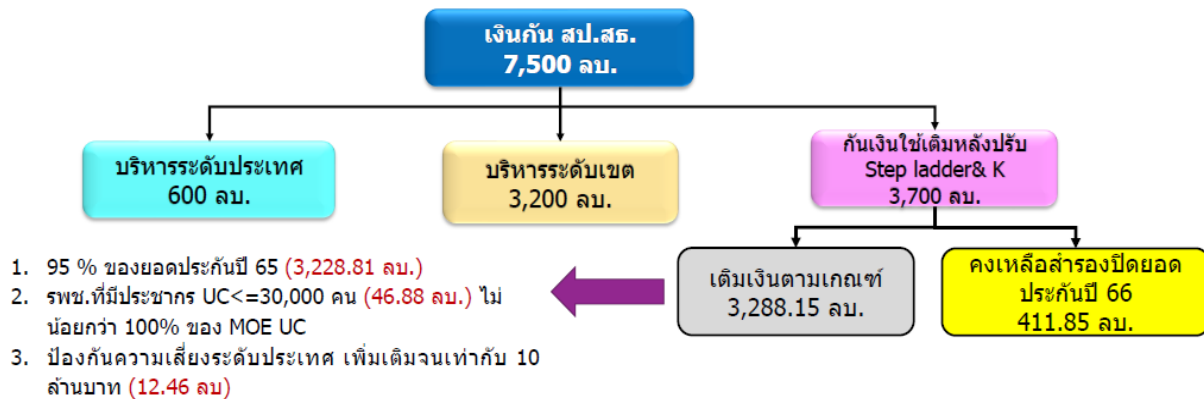 เงินกัน สป.สธ.
7,500 ลบ.
บริหารระดับประเทศ
600 ลบ.
บริหารระดับเขต
3,200 ลบ.
กันเงินใช้เติมหลังปรับ
Step ladder& K
3,700 ลบ.
1. 95 % ของยอดประกันปี 65 (3,228.81 ลบ.)
2. รพช.ที่มีประชากร UC<=30,000 คน (46.88 ลบ.) ไม่
น้อยกว่า 100% ของ MOE UC
3. ป้องกันความเสี่ยงระดับประเทศ เพิ่มเติมจนเท่ากับ 10
ล้านบาท (12.46 ลบ)
เติมเงินตามเกณฑ์
3,288.15 ลบ.
คงเหลือสำรองปิดยอด
ประกันปี 66
411.85 ลบ.